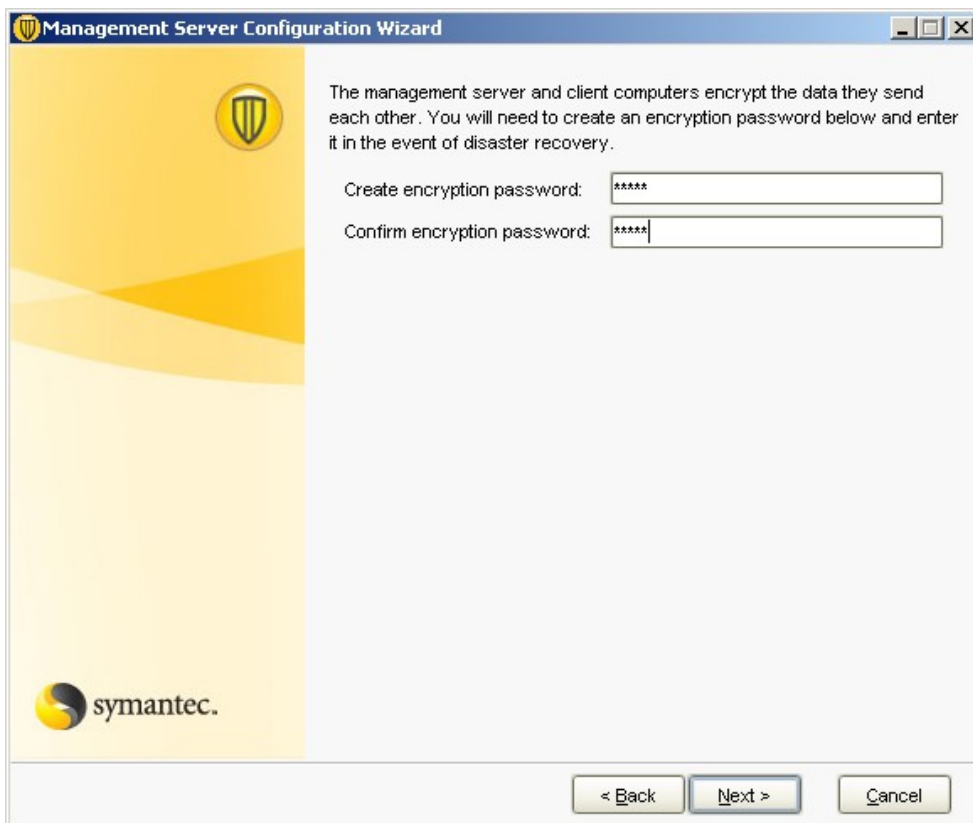 Management Server Configuration Wizard
The management server and client computers encrypt the data they send
each other. You will need to create an encryption password below and enter
it in the event of disaster recovery.
Create encryption password: *****
Confirm encryption password: *****
symantec.
< Back Next > Cancel